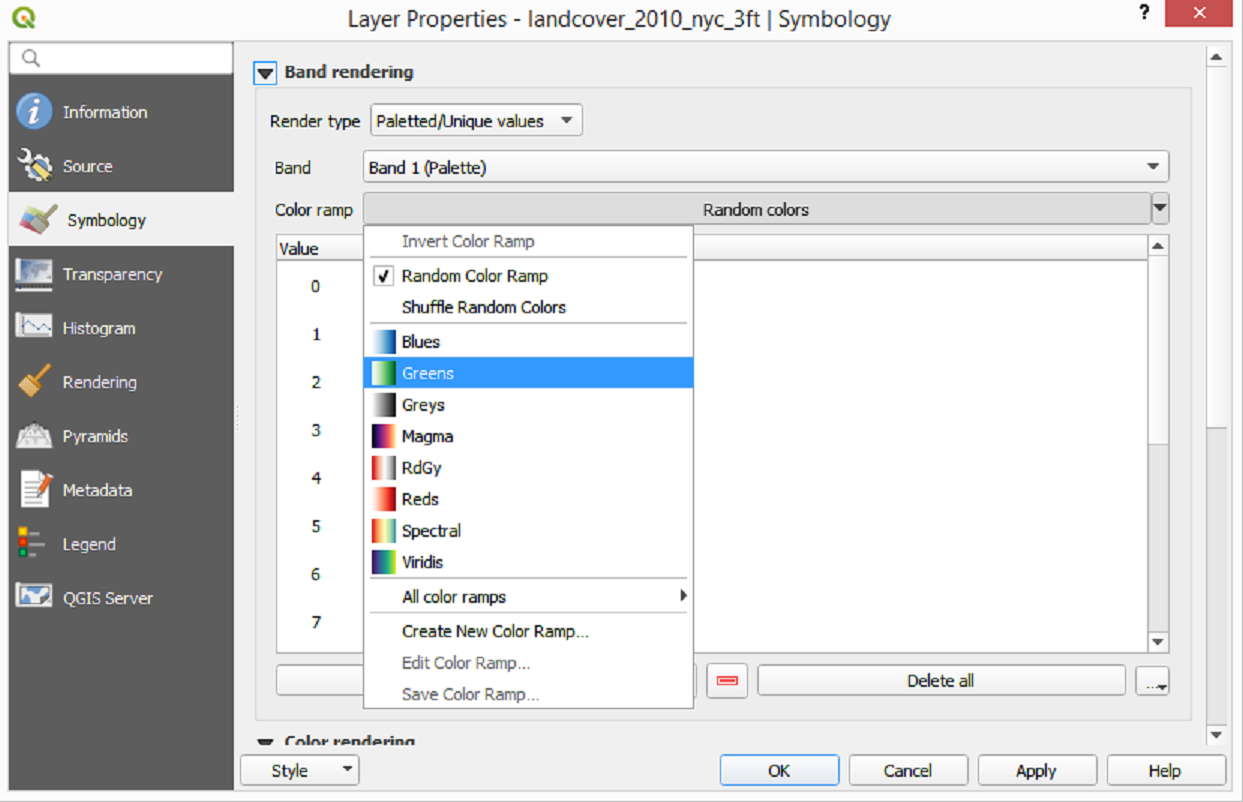 Layer Properties - landcover_2010_nyc_3ft | Symbology
?
Information
Source
Symbology
Transparency
Histogram
Rendering
Pyramids
Metadata
Legend
QGIS Server
Band rendering
Render type Paletted/Unique values
Band Band 1 (Palette)
Color ramp Random colors
Value
0
1
2
3
4
5
6
7
Invert Color Ramp
Random Color Ramp
Shuffle Random Colors
Blues
Greens
Greys
Magma
RdGy
Reds
Spectral
Viridis
All color ramps
Create New Color Ramp...
Edit Color Ramp...
Save Color Ramp...
Delete all
...
Color rendering
Style OK Cancel Apply Help